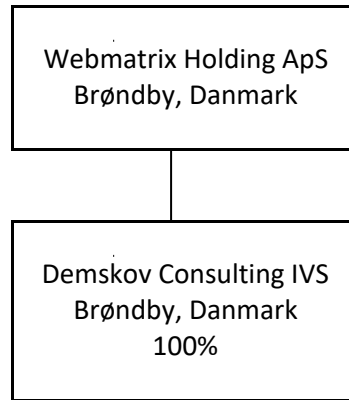 Webmatrix Holding ApS
Brøndby, Danmark
Demskov Consulting IVS
Brøndby, Danmark
100%